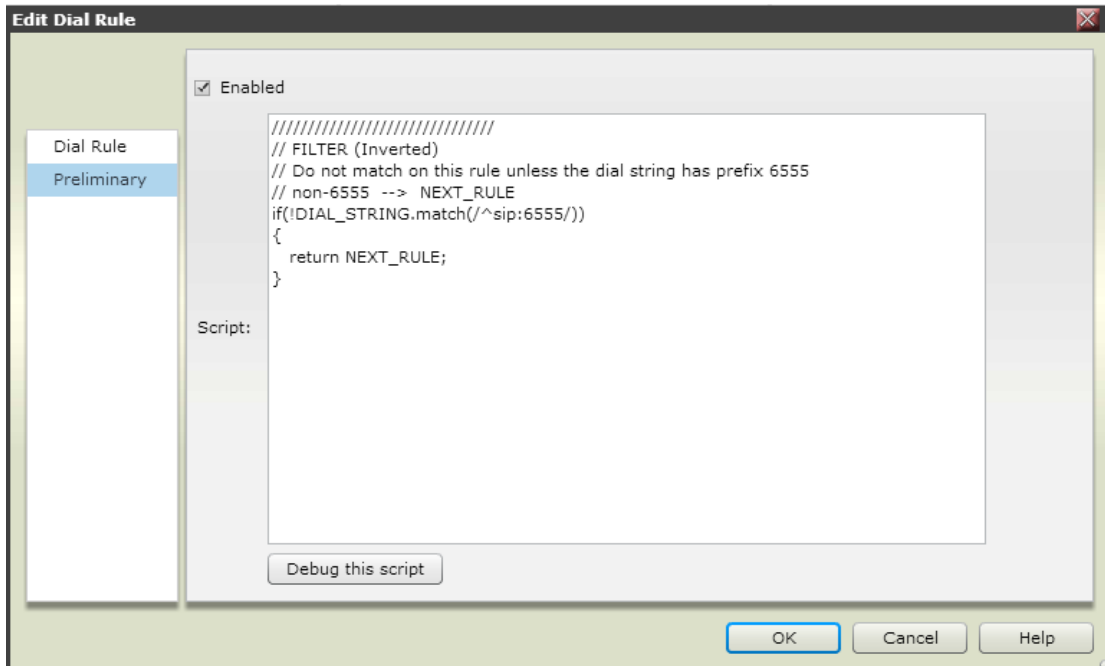 Edit Dial Rule
Enabled
Dial Rule
Preliminary
///////////////////////////////
// FILTER (Inverted)
// Do not match on this rule unless the dial string has prefix 6555
// non-6555  -->  NEXT_RULE
if(!DIAL_STRING.match(/^sip:6555/))
{
  return NEXT_RULE;
}
Script:
Debug this script
OK
Cancel
Help